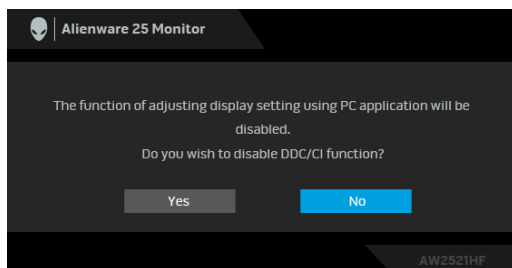 Alienware 25 Monitor
The function of adjusting display setting using PC application will be
disabled.
Do you wish to disable DDC/CI function?
Yes No
AW2521HF